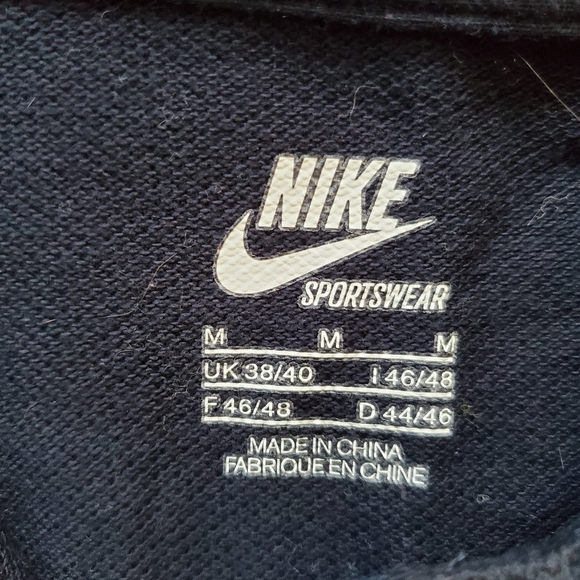 NIKE
SPORTSWEAR
M M M
UK 38/40 I 46/48
F 46/48 D 44/46
MADE IN CHINA
FABRIQUE EN CHINE